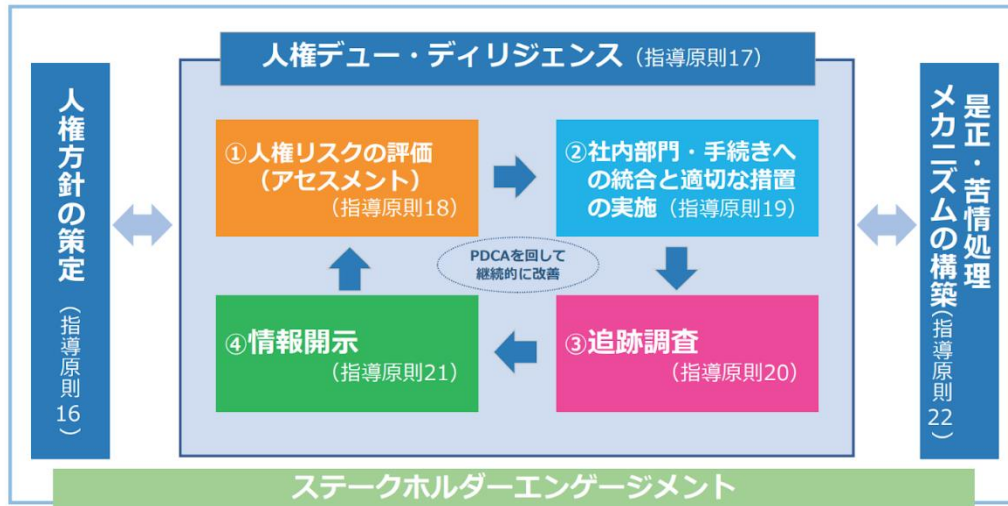 人権デュー・ディリジェンス（指導原則17）
人権方針の策定（指導原則16）
①人権リスクの評価
（アセスメント）
（指導原則18）
②社内部門・手続きへ
の統合と適切な措置
の実施（指導原則19）
PDCAを回して
継続的に改善
④情報開示
（指導原則21）
③追跡調査
（指導原則20）
是正・苦情処理
メカニズムの構築（指導原則22）
ステークホルダーエンゲージメント